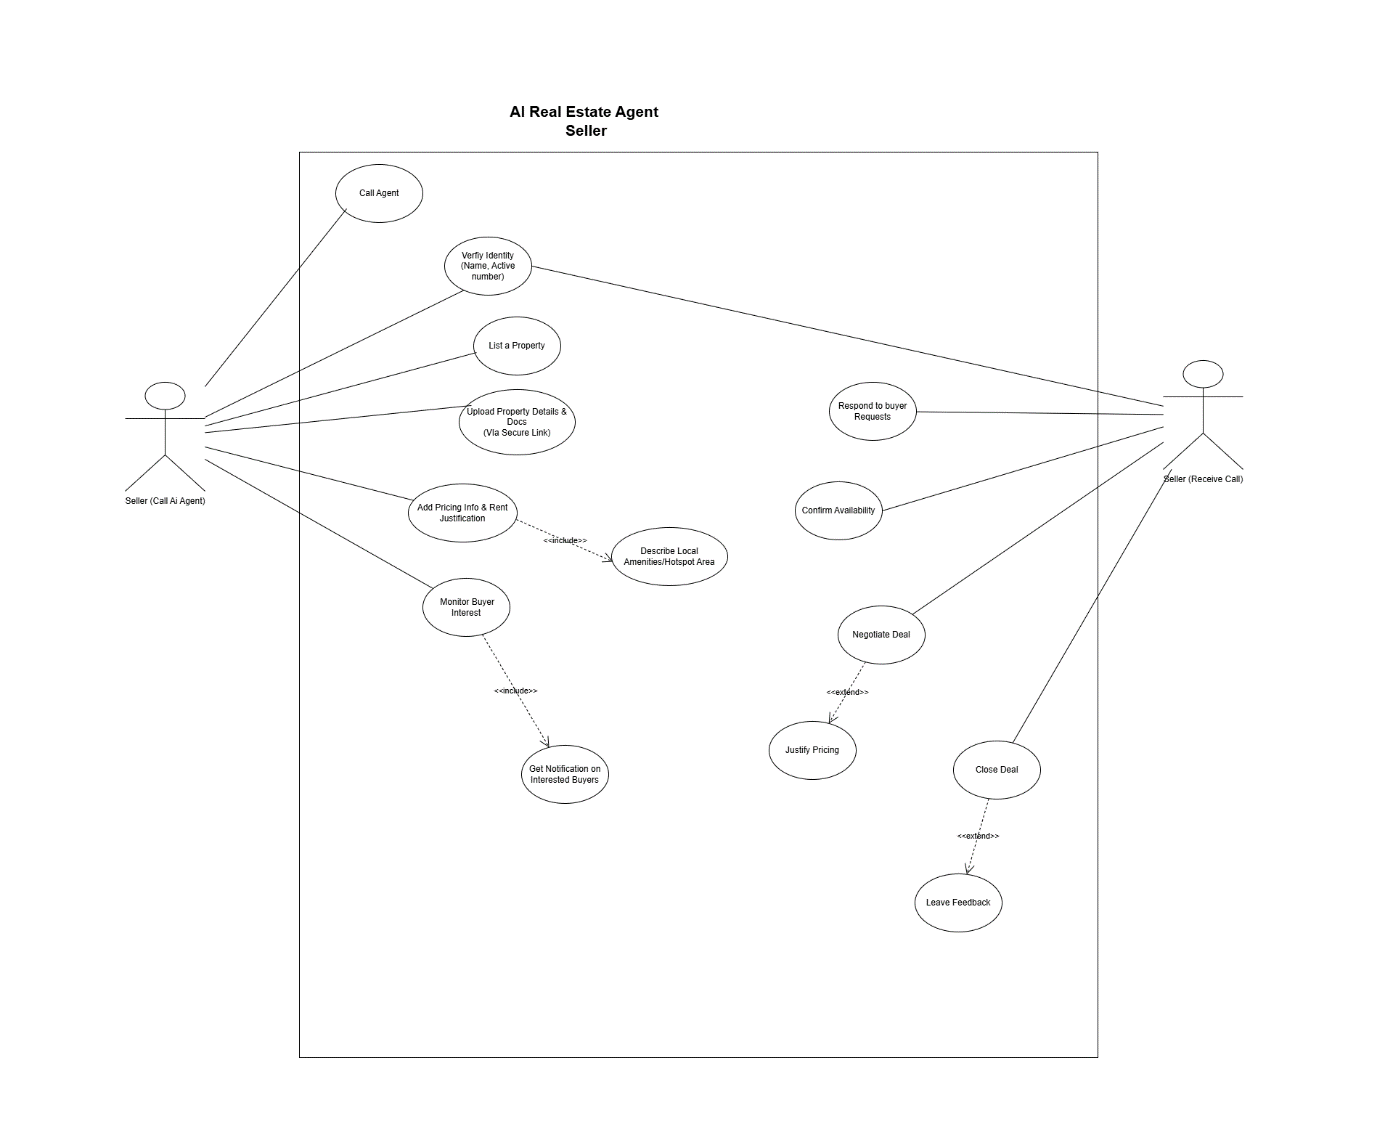 AI Real Estate Agent
Seller
Call Agent
Verfiy Identity
(Name, Active
number)
List a Property
Upload Property Details &
Docs
(VIa Secure Link)
Respond to buyer
Requests
Seller (Call Ai Agent)
Seller (Receive Call)
Add Pricing Info & Rent
Justification
Confirm Availability
<<include>>
Describe Local
Amenities/Hotspot Area
Monitor Buyer
Interest
Negotiate Deal
<<include>>
<<extend>>
Justify Pricing
Get Notification on
Interested Buyers
Close Deal
<<extend>>
Leave Feedback